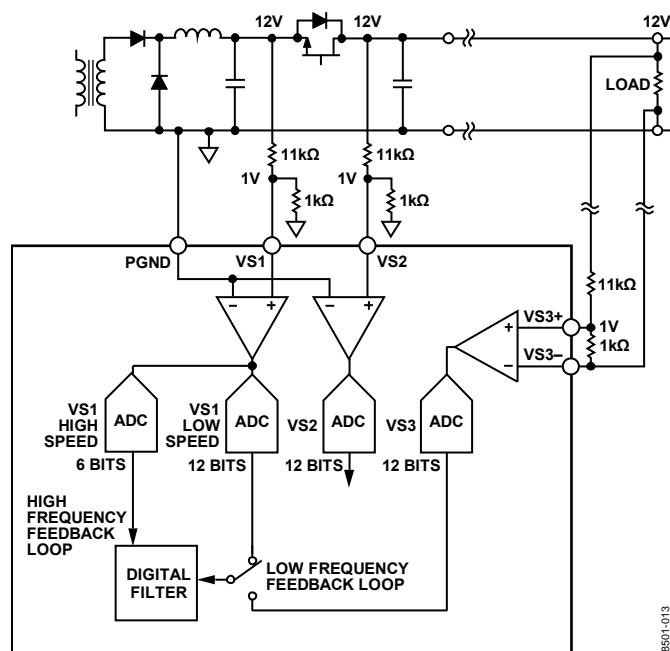 12V
12V
12V
LOAD
11kΩ
11kΩ
1V
1V
1kΩ
1kΩ
PGND
VS1
VS2
11kΩ
VS3+
1V
1kΩ
VS3–
–
+
–
+
+
–
VS1
HIGH
SPEED
ADC
VS1
LOW
SPEED
ADC
VS2
ADC
VS3
ADC
6 BITS
12 BITS
12 BITS
12 BITS
HIGH
FREQUENCY
FEEDBACK
LOOP
DIGITAL
FILTER
LOW FREQUENCY
FEEDBACK LOOP